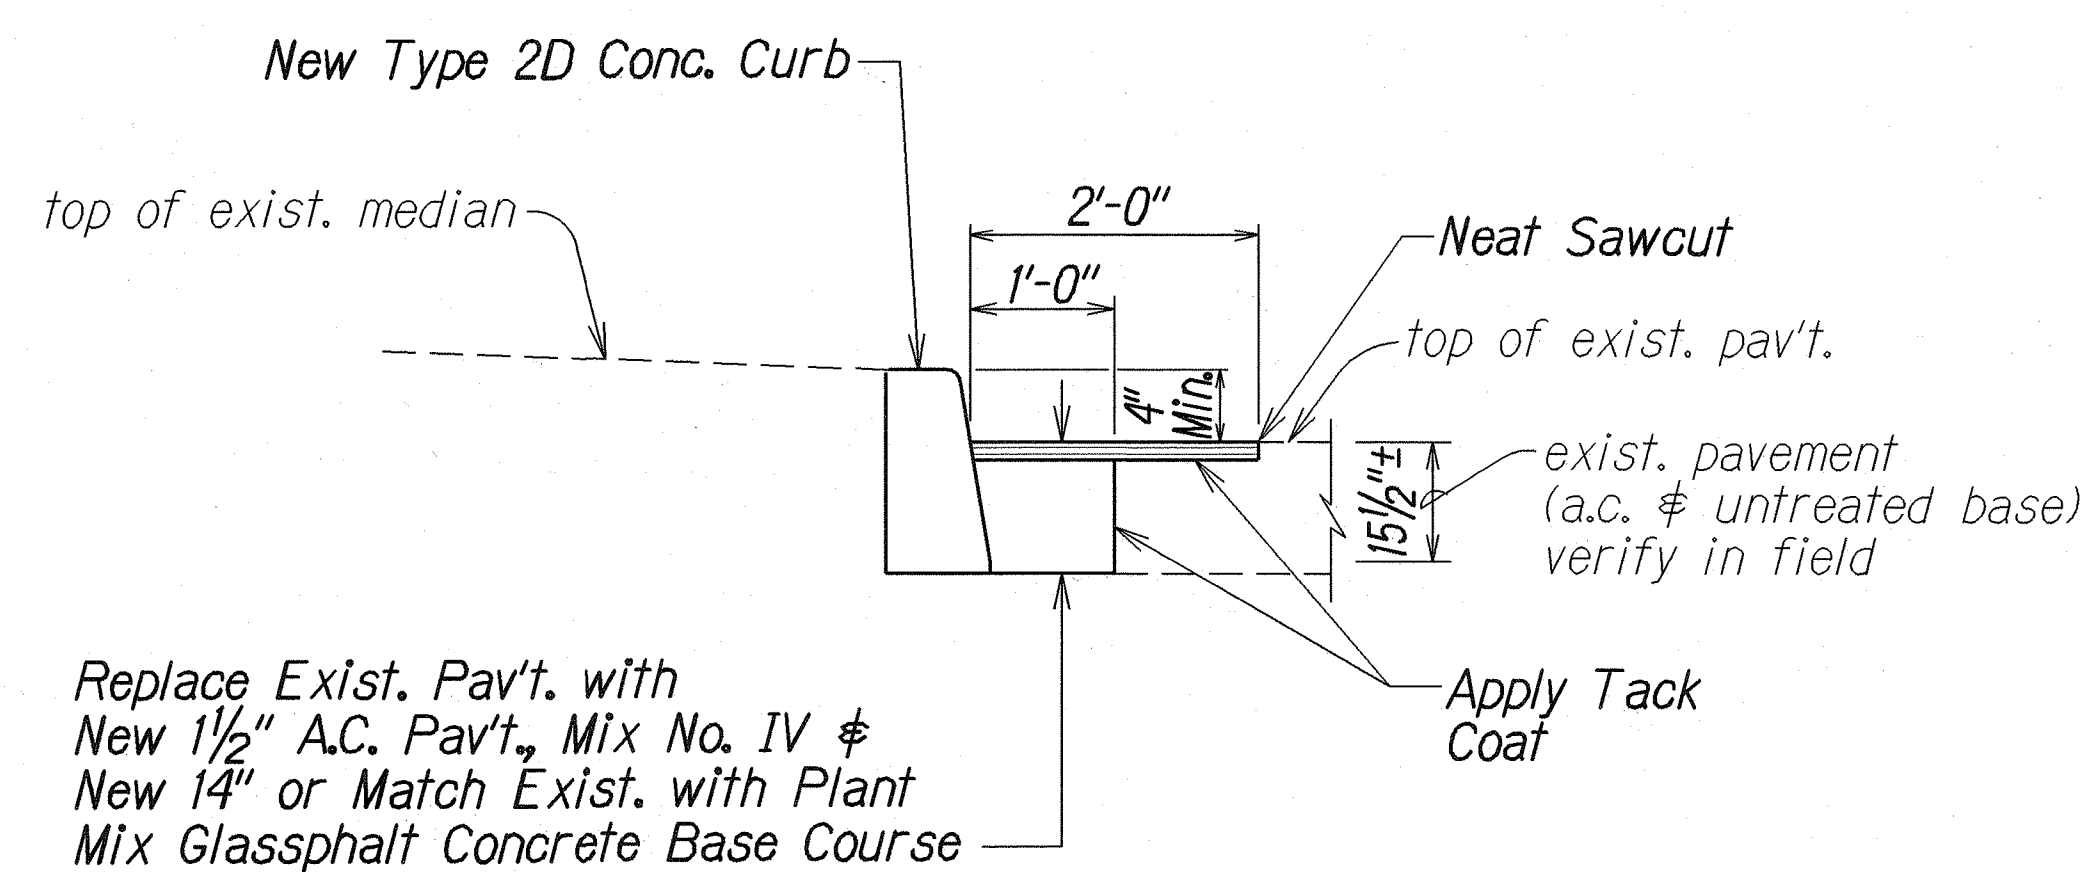 New Type 2D Conc. Curb
top of exist. median
2'-0"
1'-0"
Neat Sawcut
top of exist. pav't.
4"
Min.
15½"±
exist. pavement
(a.c. & untreated base)
verify in field
Replace Exist. Pav't. with
New 1½" A.C. Pav't., Mix No. IV &
New 14" or Match Exist. with Plant
Mix Glassphalt Concrete Base Course
Apply Tack
Coat